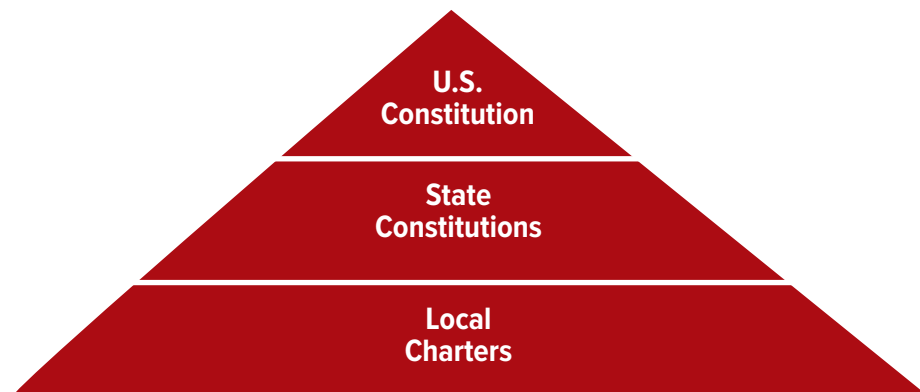 U.S.
Constitution
State
Constitutions
Local
Charters